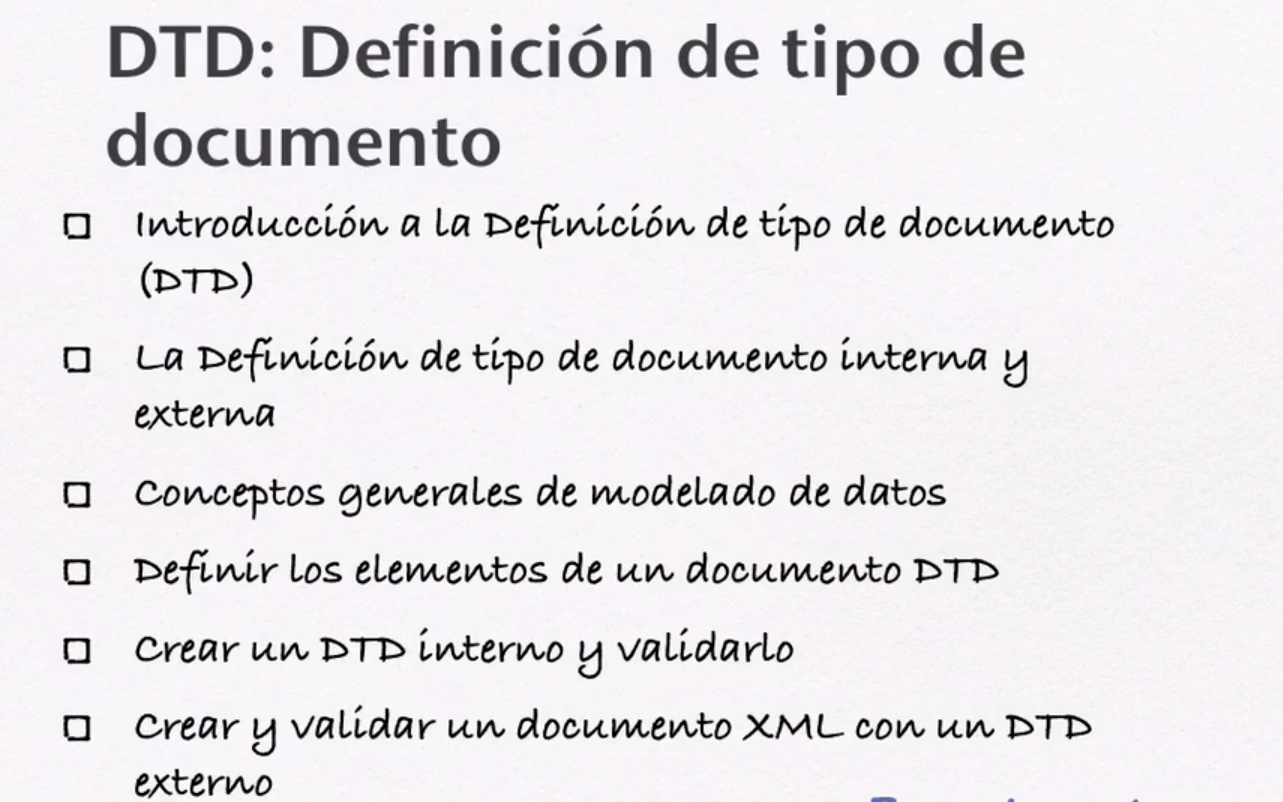 DTD: Definición de tipo de
documento
Introducción a la Definición de tipo de documento
(DTD)
La Definición de tipo de documento interna y
externa
Conceptos generales de modelado de datos
Definir los elementos de un documento DTD
Crear un DTD interno y validarlo
Crear y validar un documento XML con un DTD
externo